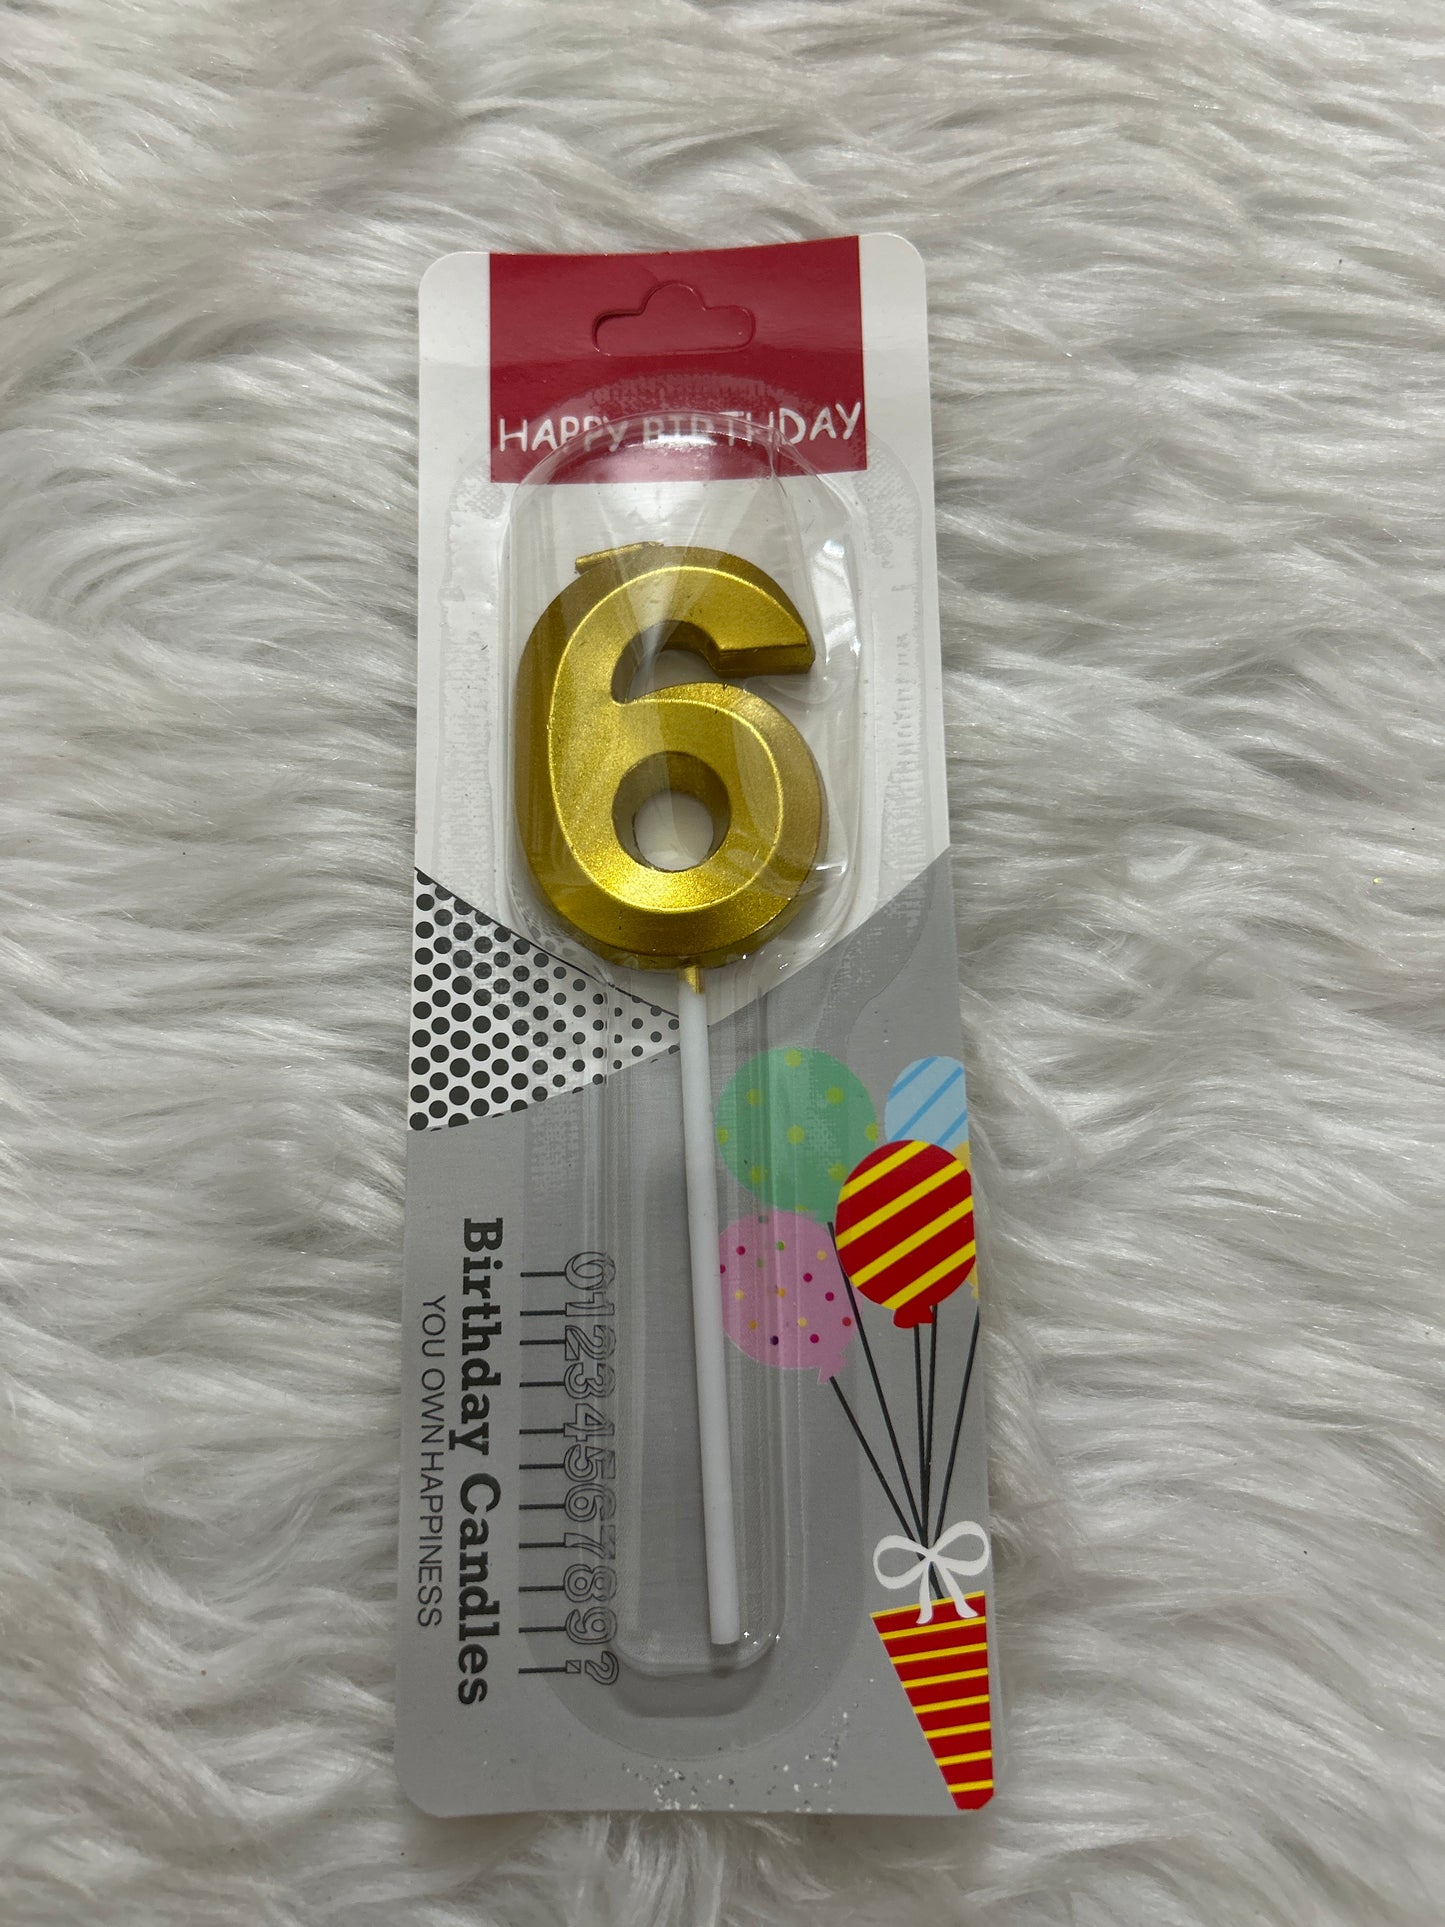 HAPPY BIRTHDAY
6
Birthday Candles
YOU OWN HAPPINESS
0123456789?